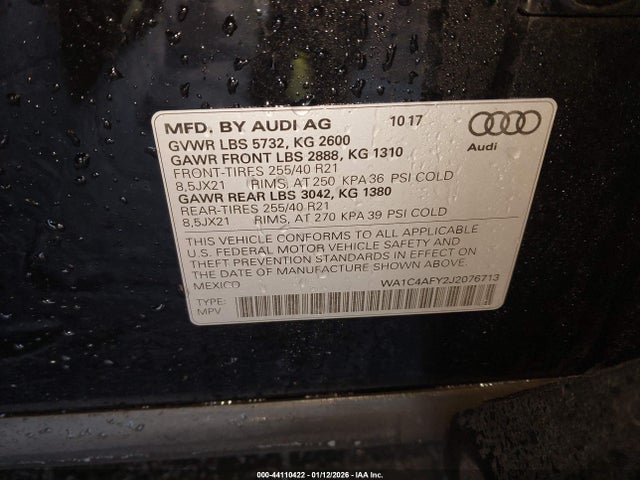 MFD. BY AUDI AG 10 17
GVWR LBS 5732, KG 2600
GAWR FRONT LBS 2888, KG 1310
FRONT-TIRES 255/40 R21
8,5JX21 RIMS, AT 250 KPA 36 PSI COLD
GAWR REAR LBS 3042, KG 1380
REAR-TIRES 255/40 R21
8,5JX21 RIMS, AT 270 KPA 39 PSI COLD
Audi
THIS VEHICLE CONFORMS TO ALL APPLICABLE
U.S. FEDERAL MOTOR VEHICLE SAFETY AND
THEFT PREVENTION STANDARDS IN EFFECT ON
THE DATE OF MANUFACTURE SHOWN ABOVE.
MEXICO WA1C4AFY2J2076713
TYPE:
MPV
000-44110422 - 01/12/2026 - IAA Inc.